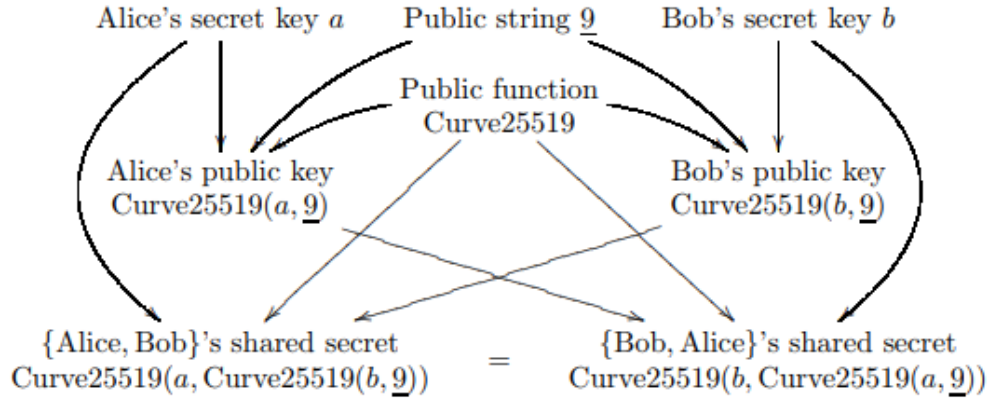 Alice's secret key a
Public string 9
Bob's secret key b
Public function
Curve25519
Alice's public key
Curve25519(a, 9)
Bob's public key
Curve25519(b, 9)
{Alice, Bob}'s shared secret
Curve25519(a, Curve25519(b, 9))
=
{Bob, Alice}'s shared secret
Curve25519(b, Curve25519(a, 9))